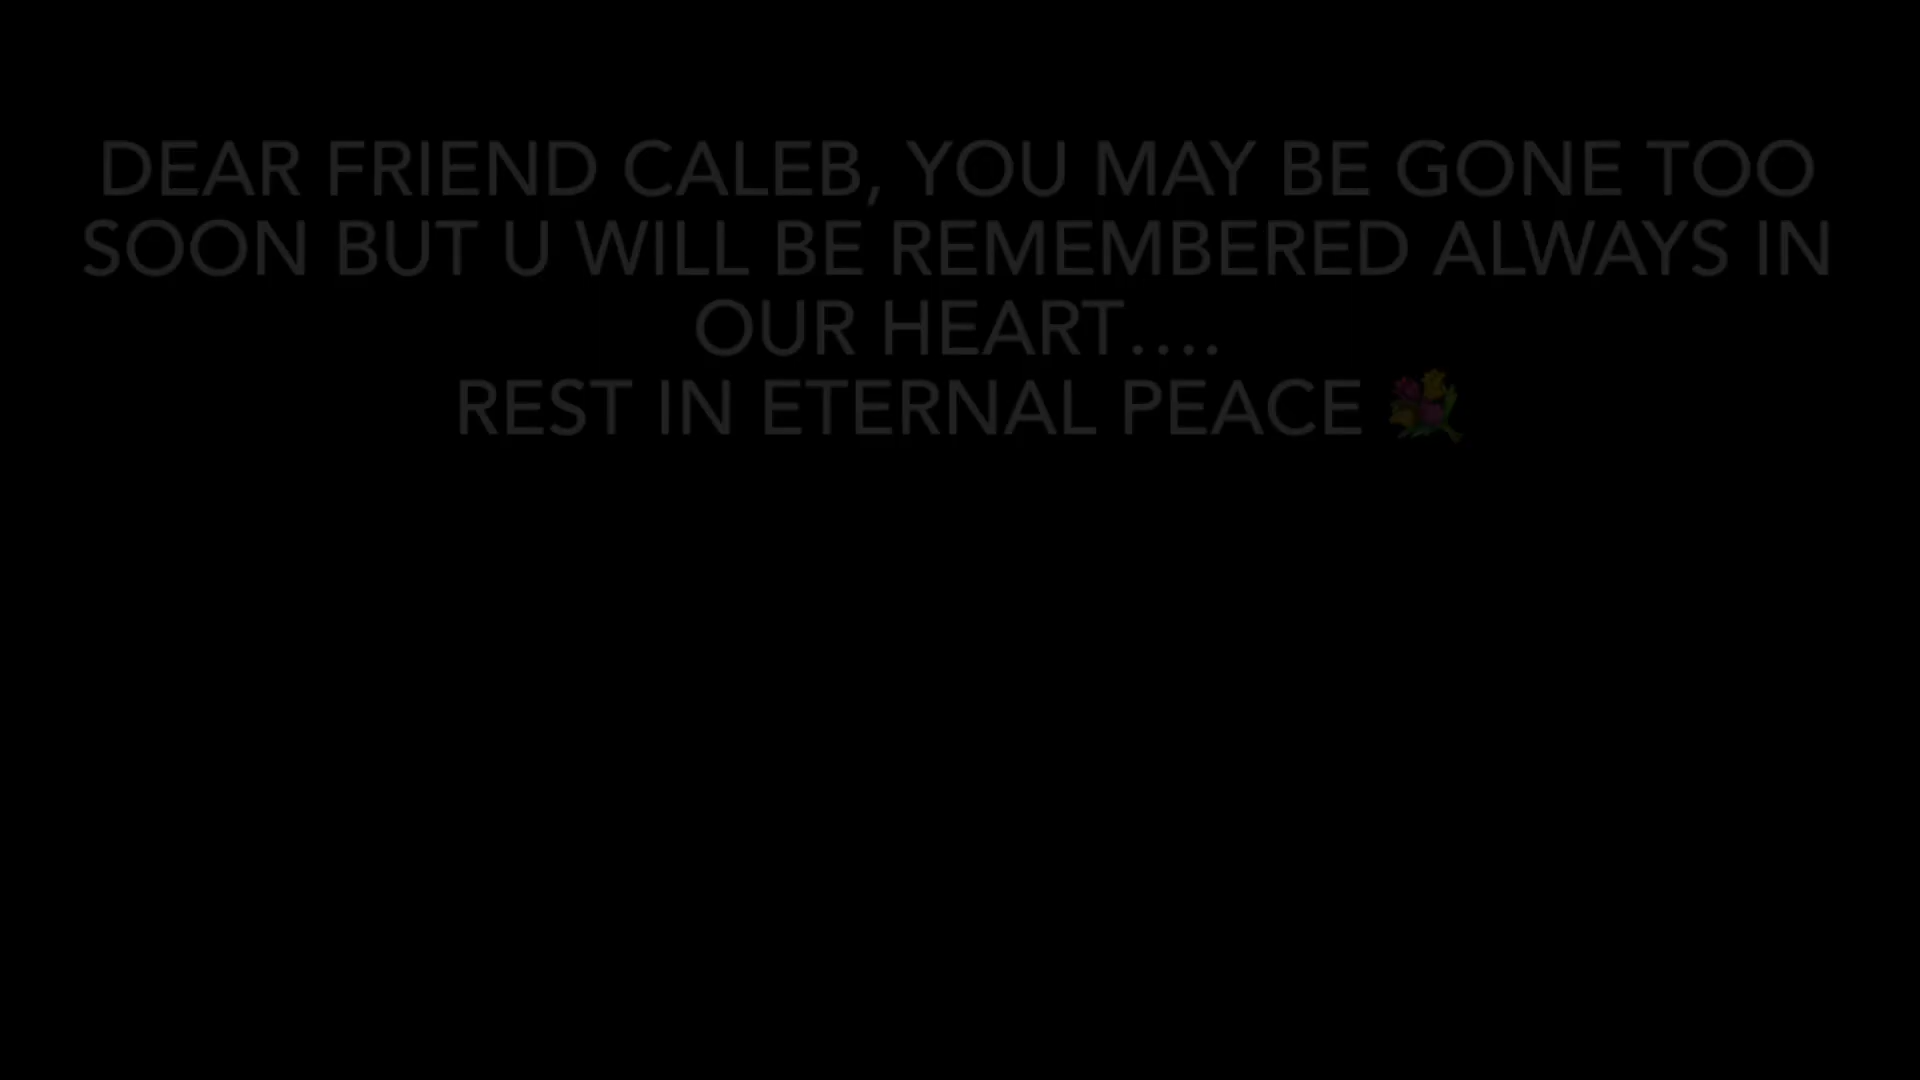 DEAR FRIEND CALEB, YOU MAY BE GONE TOO
SOON BUT U WILL BE REMEMBERED ALWAYS IN
OUR HEART....
REST IN ETERNAL PEACE 💐